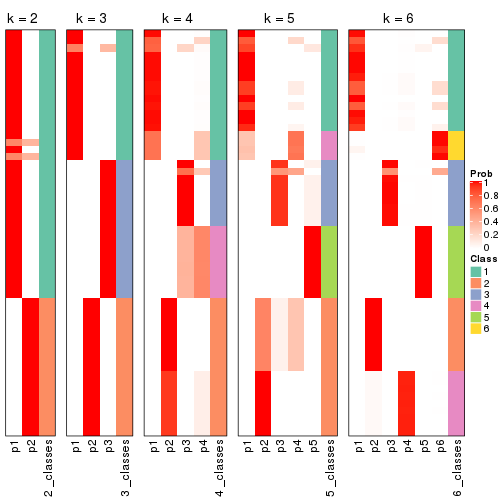 k = 2
k = 3
k = 4
k = 5
k = 6
Prob
1
0.8
0.6
0.4
0.2
0
Class
1
2
3
4
5
6
p1
p2
2_classes
p1
p2
p3
3_classes
p1
p2
p3
p4
4_classes
p1
p2
p3
p4
p5
5_classes
p1
p2
p3
p4
p5
p6
6_classes